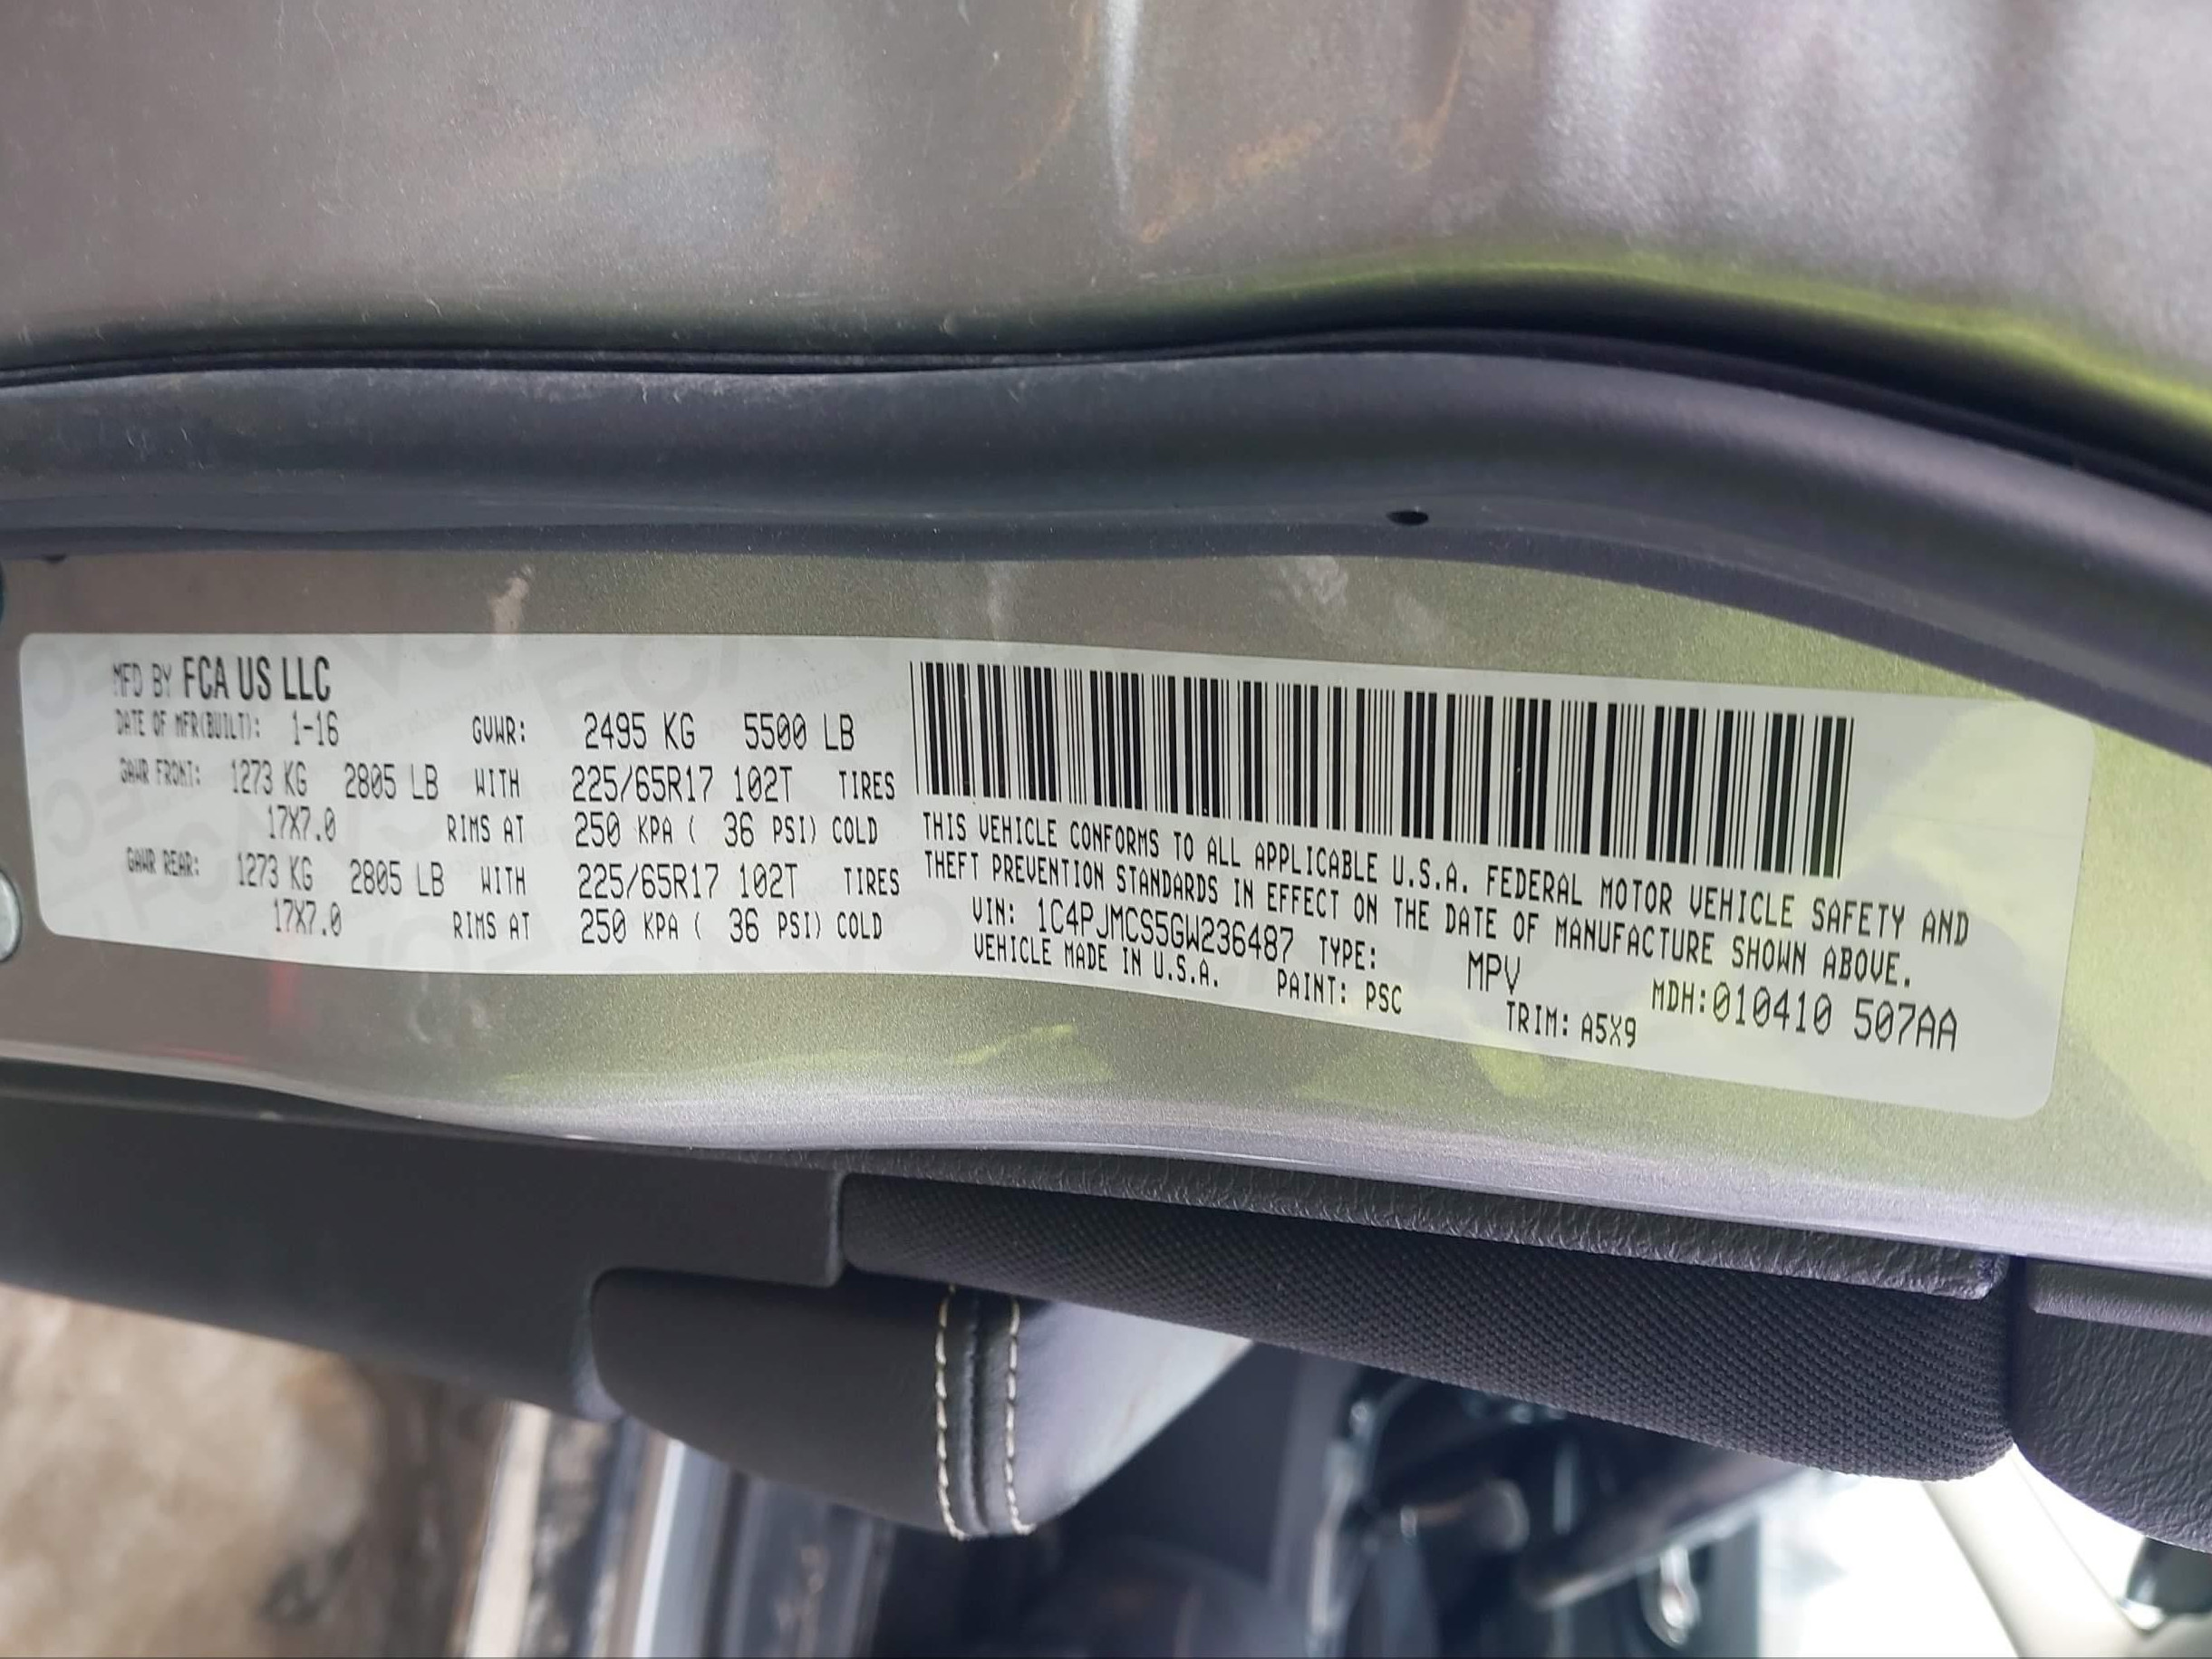 MFD BY FCA US LLC
DATE OF MFR(BUILT): 1-16 GVWR: 2495 KG 5500 LB
GAWR FRONT: 1273 KG 2805 LB WITH 225/65R17 102T TIRES
17X7.0 RIMS AT 250 KPA ( 36 PSI) COLD
GAWR REAR: 1273 KG 2805 LB WITH 225/65R17 102T TIRES
17X7.0 RIMS AT 250 KPA ( 36 PSI) COLD
THIS VEHICLE CONFORMS TO ALL APPLICABLE U.S.A. FEDERAL MOTOR VEHICLE SAFETY AND
THEFT PREVENTION STANDARDS IN EFFECT ON THE DATE OF MANUFACTURE SHOWN ABOVE.
VIN: 1C4PJMCS5GW236487 TYPE: MPV MDH:010410 507AA
VEHICLE MADE IN U.S.A. PAINT: PSC TRIM: A5X9